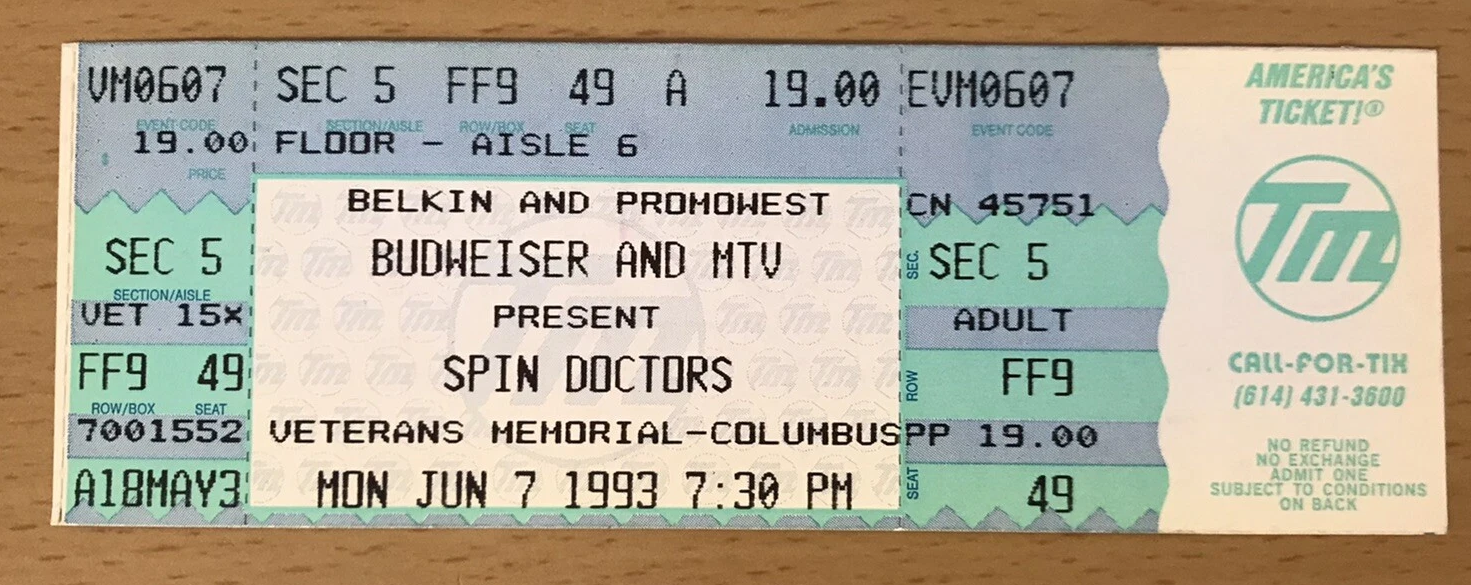 VM0607 SEC 5 FF9 49 A 19.00 EVM0607
EVENT CODE SECTION/AISLE ROW/BOX SEAT ADMISSION EVENT CODE
$ 19.00 FLOOR - AISLE 6
PRICE
BELKIN AND PROMOWEST
CN 45751
SEC 5
SECTION/AISLE
BUDWEISER AND MTV
SEC. SEC 5
VET 15X
PRESENT
ADULT
FF9 49
ROW/BOX SEAT
SPIN DOCTORS
ROW FF9
7001552
VETERANS MEMORIAL-COLUMBUS
PP 19.00
A18MAY3
MON JUN 7 1993 7:30 PM
SEAT 49
AMERICA'S
TICKET!®
Tm
CALL-FOR-TIX
(614) 431-3600
NO REFUND
NO EXCHANGE
ADMIT ONE
SUBJECT TO CONDITIONS
ON BACK